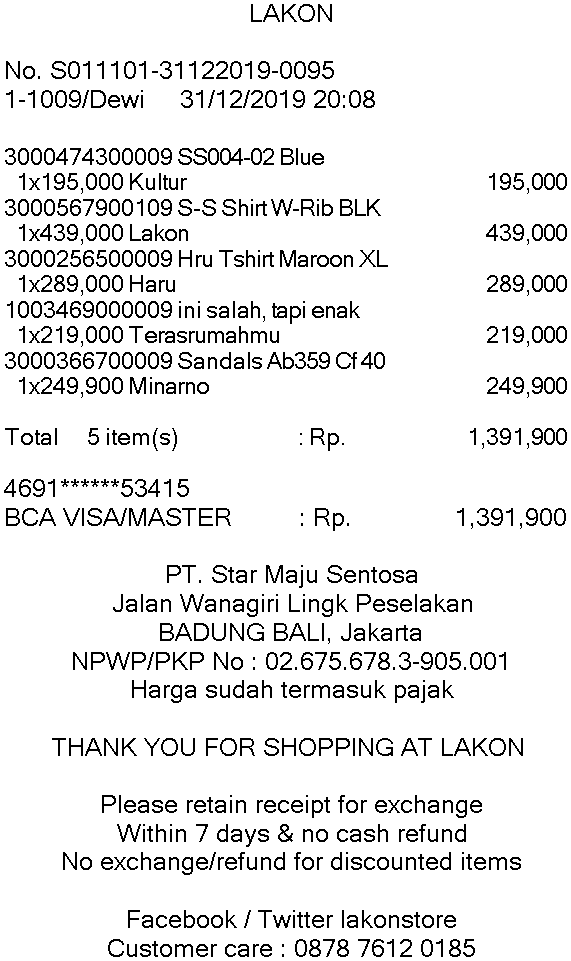 LAKON
No. S011101-31122019-0095
1-1009/Dewi 31/12/2019 20:08
3000474300009 SS004-02 Blue
1x195,000 Kultur 195,000
3000567900109 S-S Shirt W-Rib BLK
1x439,000 Lakon 439,000
3000256500009 Hru Tshirt Maroon XL
1x289,000 Haru 289,000
1003469000009 ini salah, tapi enak
1x219,000 Terasrumahmu 219,000
3000366700009 Sandals Ab359 Cf 40
1x249,900 Minarno 249,900
Total 5 item(s) : Rp. 1,391,900
4691******53415
BCA VISA/MASTER : Rp. 1,391,900
PT. Star Maju Sentosa
Jalan Wanagiri Lingk Peselakan
BADUNG BALI, Jakarta
NPWP/PKP No : 02.675.678.3-905.001
Harga sudah termasuk pajak
THANK YOU FOR SHOPPING AT LAKON
Please retain receipt for exchange
Within 7 days & no cash refund
No exchange/refund for discounted items
Facebook / Twitter lakonstore
Customer care : 0878 7612 0185